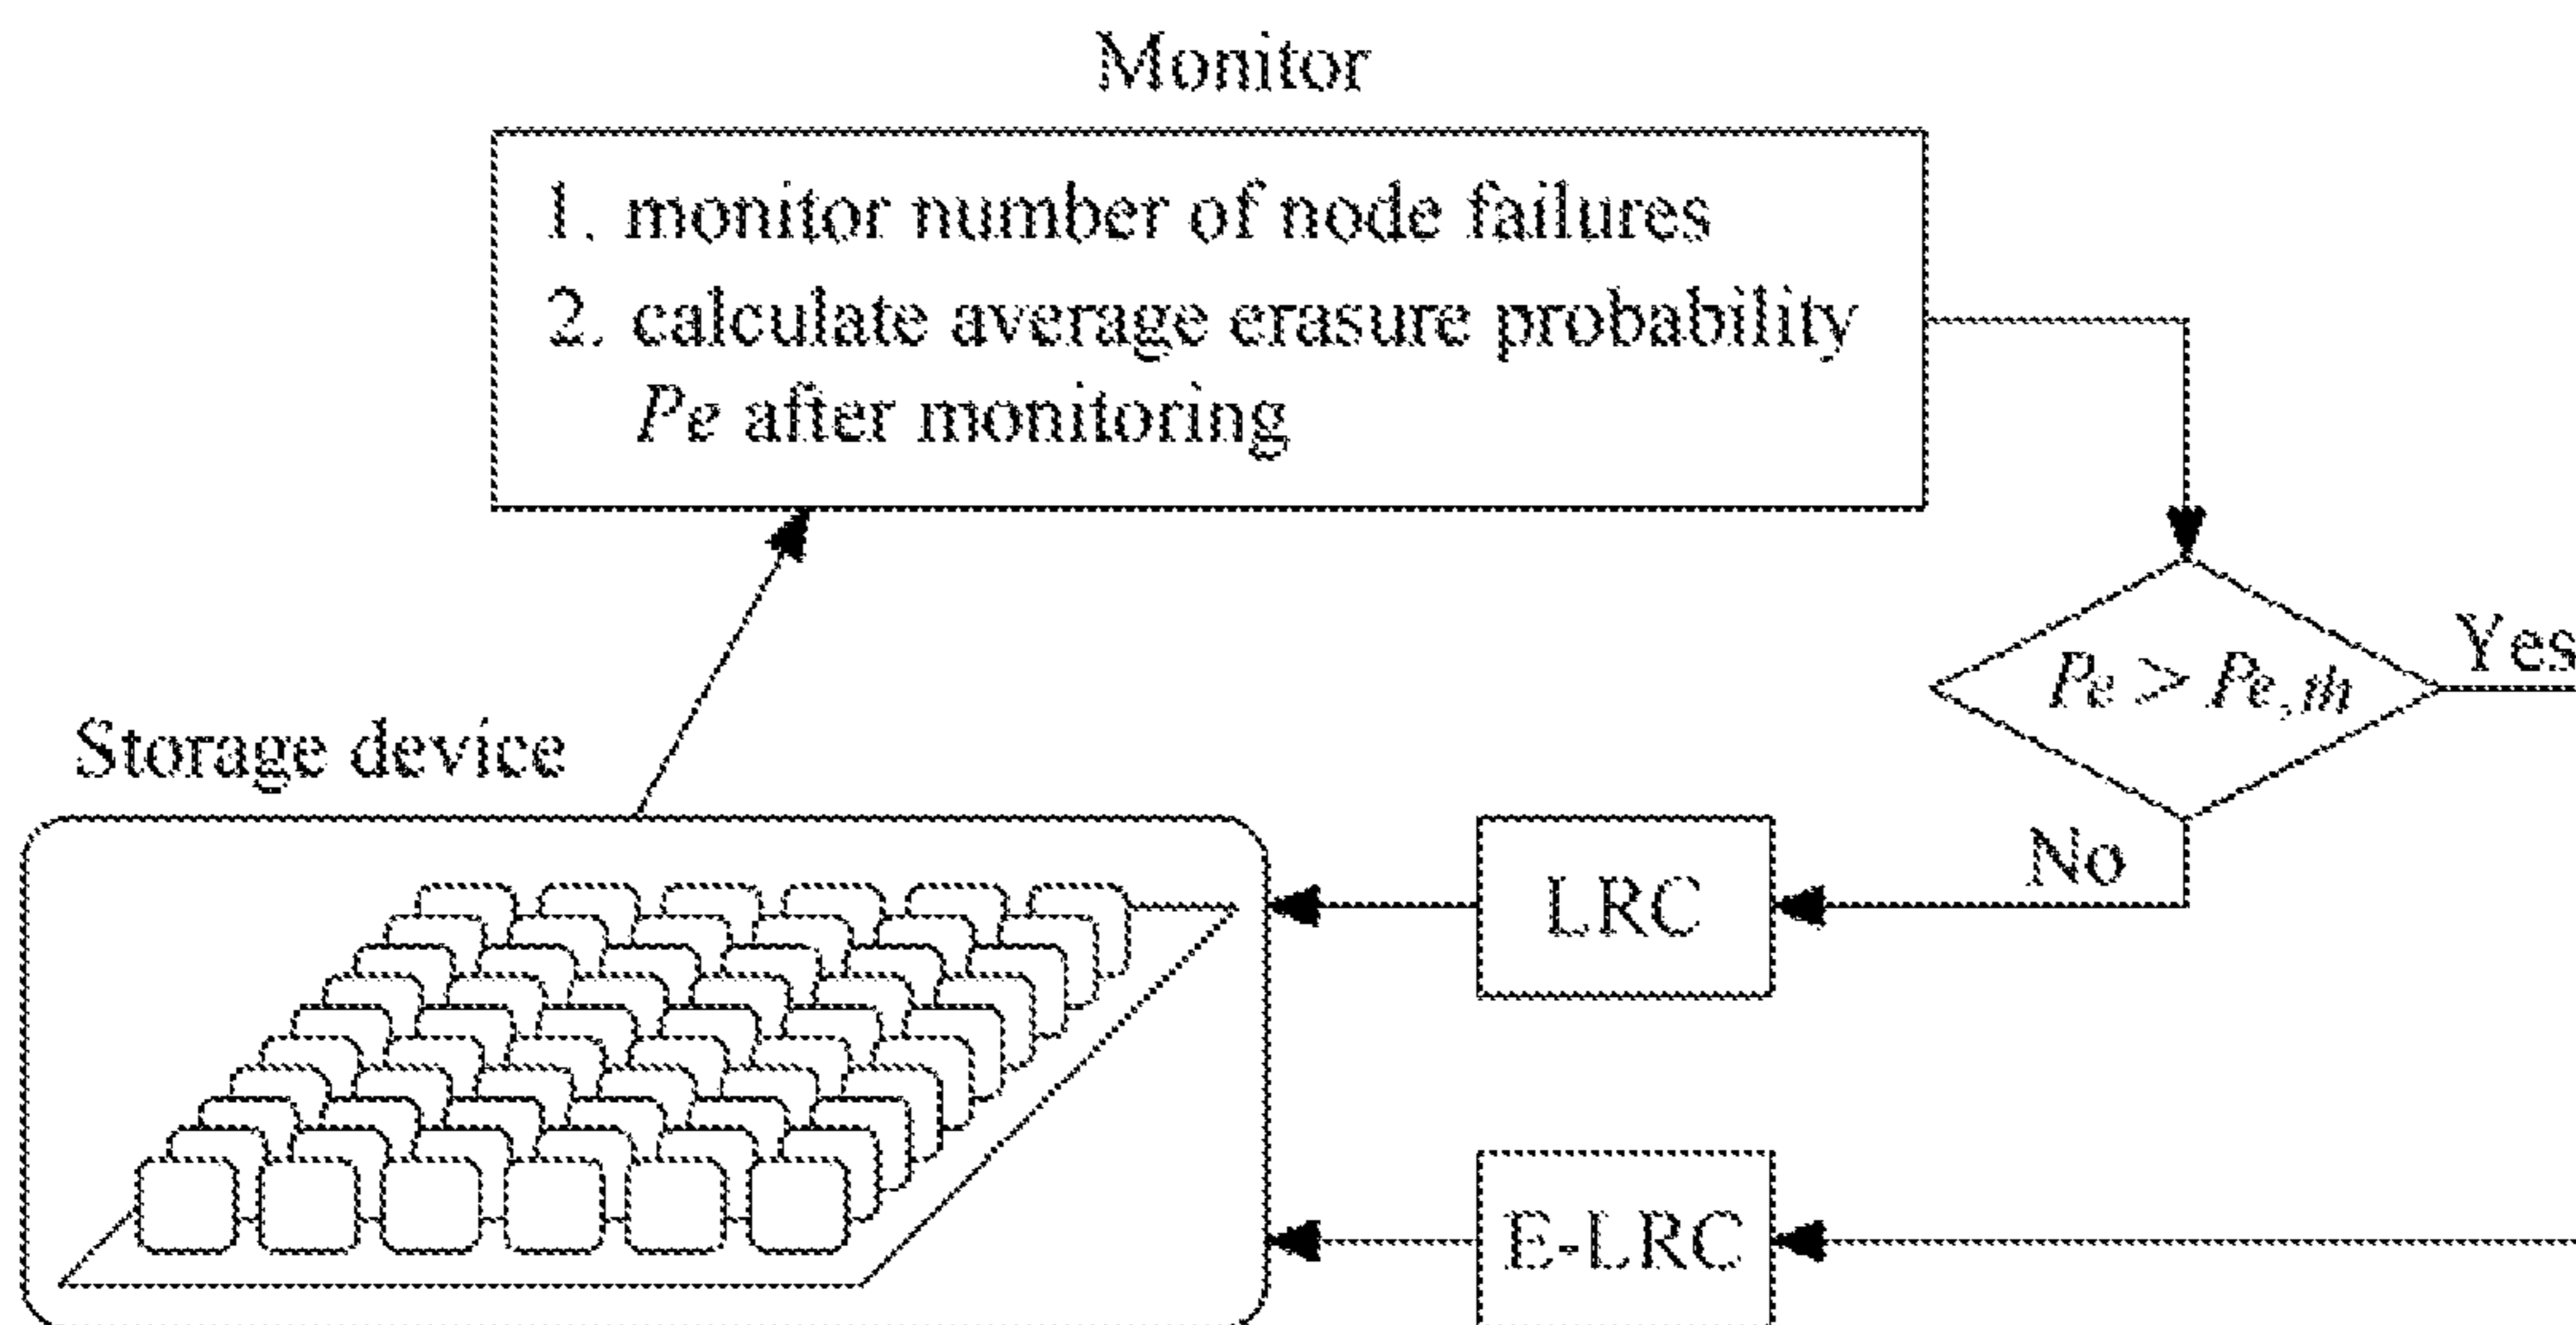 Monitor
1. monitor number of node failures
2. calculate average erasure probability
Pe after monitoring
Pe > Pe,th
Yes
Storage device
No
LRC
E-LRC